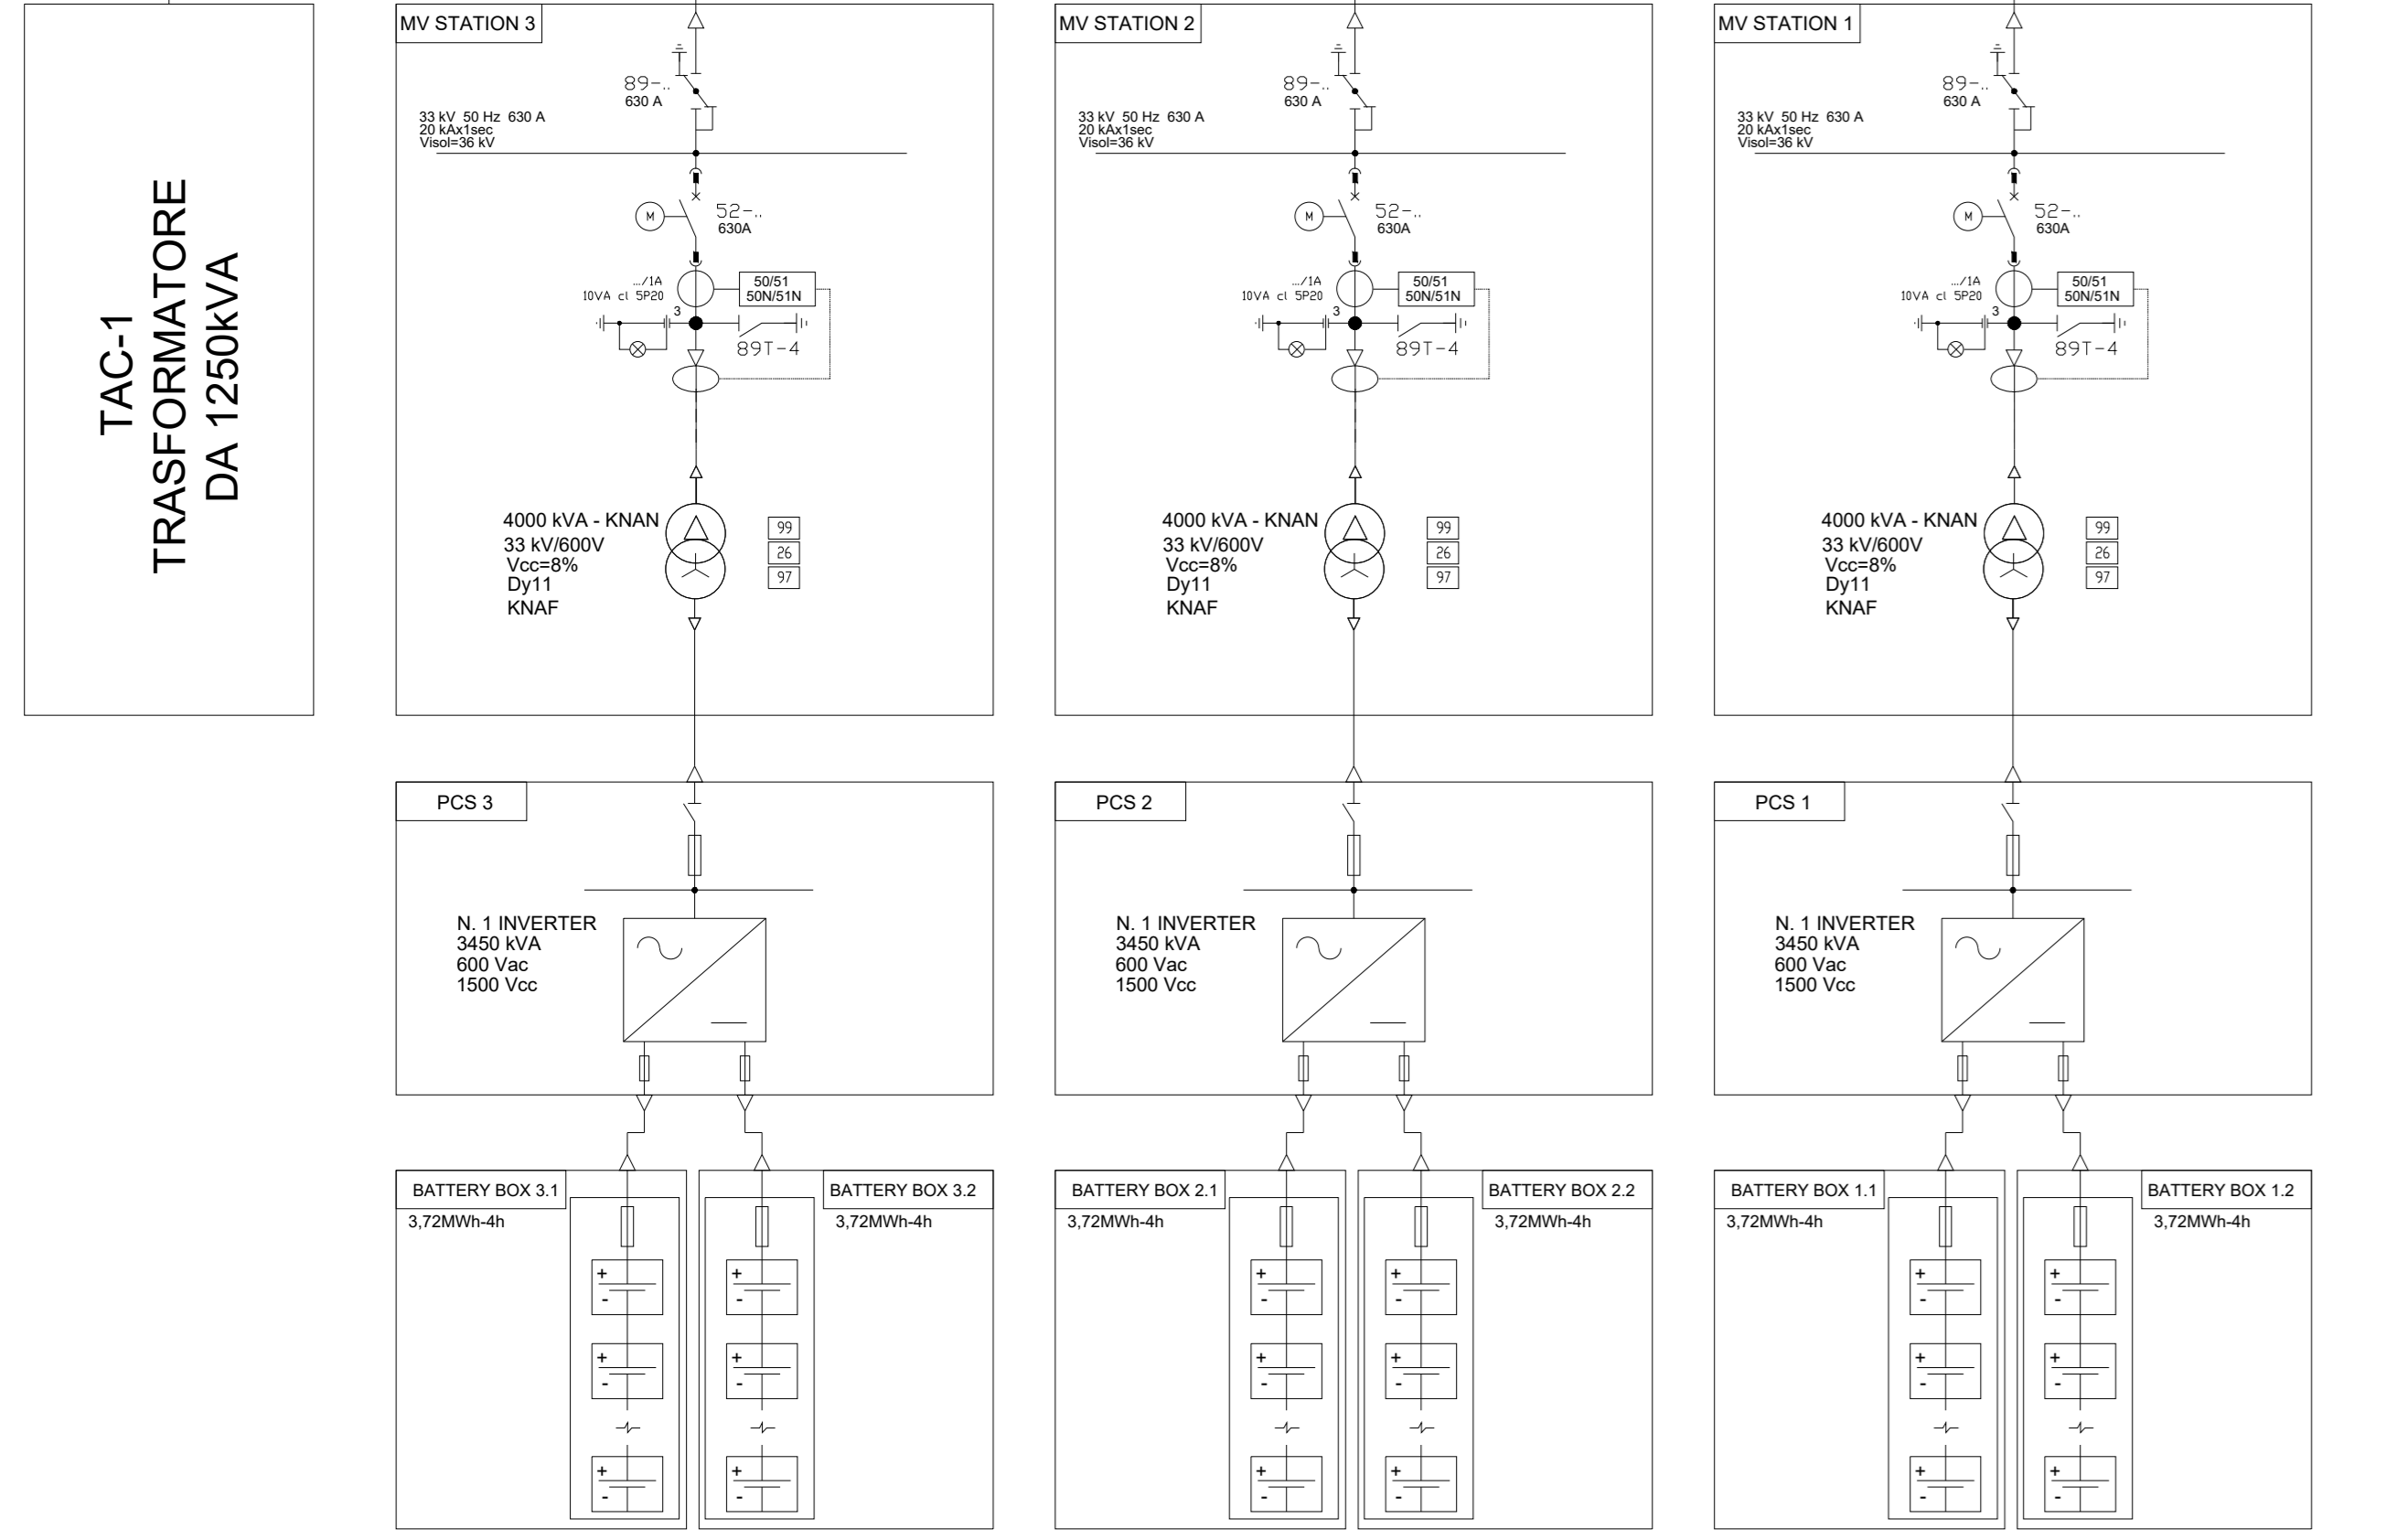 TAC-1
TRASFORMATORE
DA 1250kVA
MV STATION 3
89-..
630 A
33 kV 50 Hz 630 A
20 kAx1sec
Visol=36 kV
M
52-..
630A
.../1A
10VA cl 5P20
50/51
50N/51N
3
89T-4
4000 kVA - KNAN
33 kV/600V
Vcc=8%
Dy11
KNAF
99
26
97
MV STATION 2
89-..
630 A
33 kV 50 Hz 630 A
20 kAx1sec
Visol=36 kV
M
52-..
630A
.../1A
10VA cl 5P20
50/51
50N/51N
3
89T-4
4000 kVA - KNAN
33 kV/600V
Vcc=8%
Dy11
KNAF
99
26
97
MV STATION 1
89-..
630 A
33 kV 50 Hz 630 A
20 kAx1sec
Visol=36 kV
M
52-..
630A
.../1A
10VA cl 5P20
50/51
50N/51N
3
89T-4
4000 kVA - KNAN
33 kV/600V
Vcc=8%
Dy11
KNAF
99
26
97
PCS 3
N. 1 INVERTER
3450 kVA
600 Vac
1500 Vcc
PCS 2
N. 1 INVERTER
3450 kVA
600 Vac
1500 Vcc
PCS 1
N. 1 INVERTER
3450 kVA
600 Vac
1500 Vcc
BATTERY BOX 3.1
3,72MWh-4h
+
-
+
-
+
-
BATTERY BOX 3.2
3,72MWh-4h
+
-
+
-
+
-
BATTERY BOX 2.1
3,72MWh-4h
+
-
+
-
+
-
BATTERY BOX 2.2
3,72MWh-4h
+
-
+
-
+
-
BATTERY BOX 1.1
3,72MWh-4h
+
-
+
-
+
-
BATTERY BOX 1.2
3,72MWh-4h
+
-
+
-
+
-